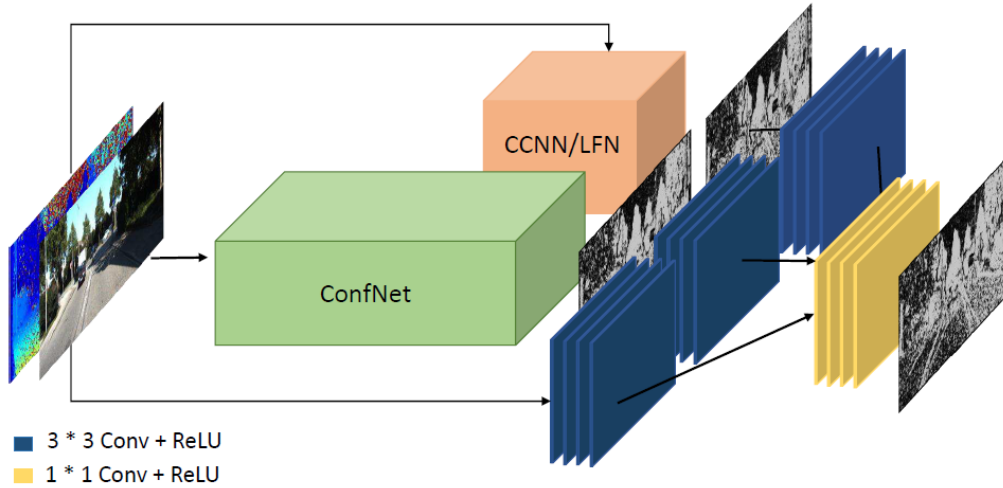 CCNN/LFN
ConfNet
3 * 3 Conv + ReLU
1 * 1 Conv + ReLU